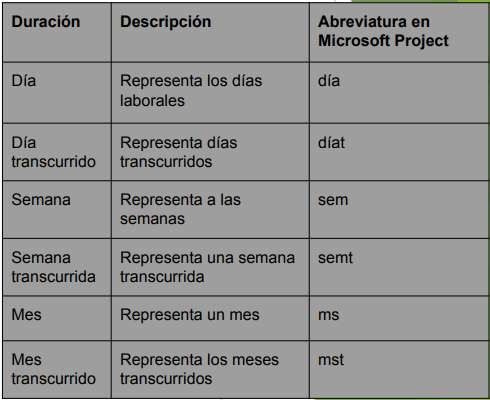 Duración Descripción Abreviatura en
Microsoft Project
Día Representa los días día
laborales
Día Representa días díat
transcurrido transcurridos
Semana Representa a las sem
semanas
Semana Representa una semana semt
transcurrida transcurrida
Mes Representa un mes ms
Mes Representa los meses mst
transcurrido transcurridos